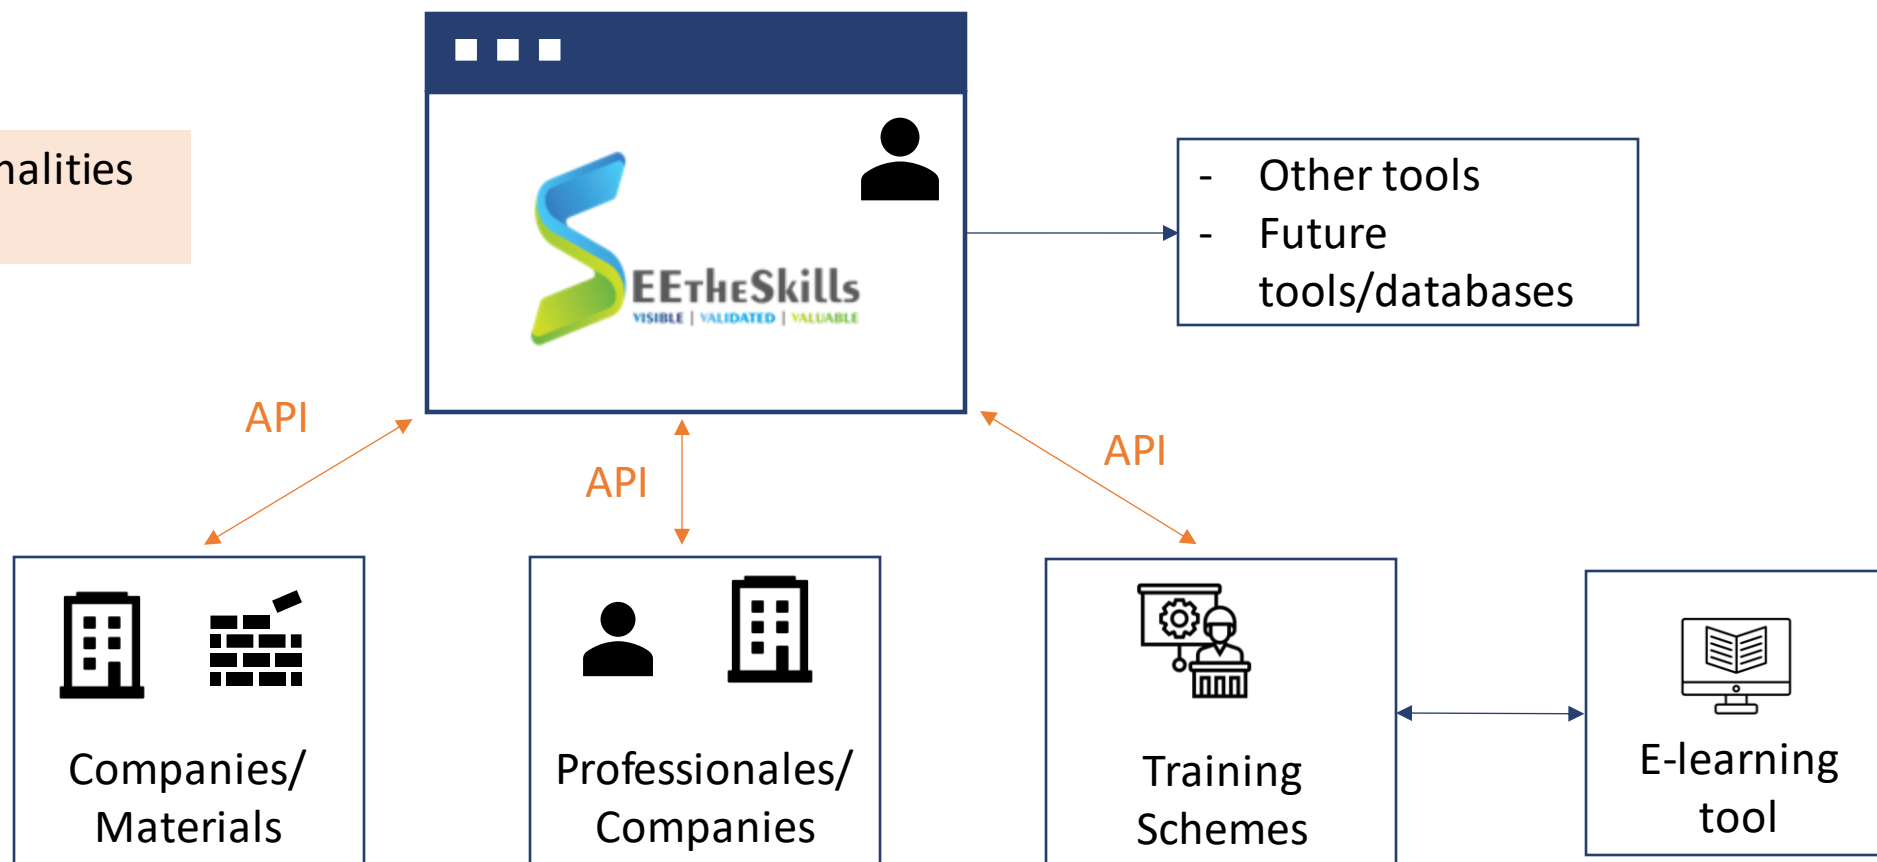 nalities
EETHESkills
VISIBLE | VALIDATED | VALUABLE
- Other tools
- Future
tools/databases
API
API
API
Companies/
Materials
Professionales/
Companies
Training
Schemes
E-learning
tool